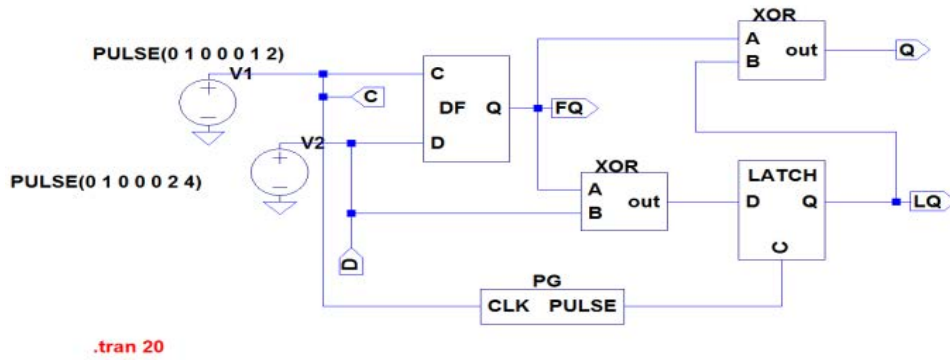 XOR
PULSE(0 1 0 0 0 1 2)
V1
A
B
out
Q
C
C
DF
Q
FQ
D
V2
PULSE(0 1 0 0 0 2 4)
XOR
A
B
out
LATCH
D
Q
C
LQ
D
PG
CLK PULSE
.tran 20